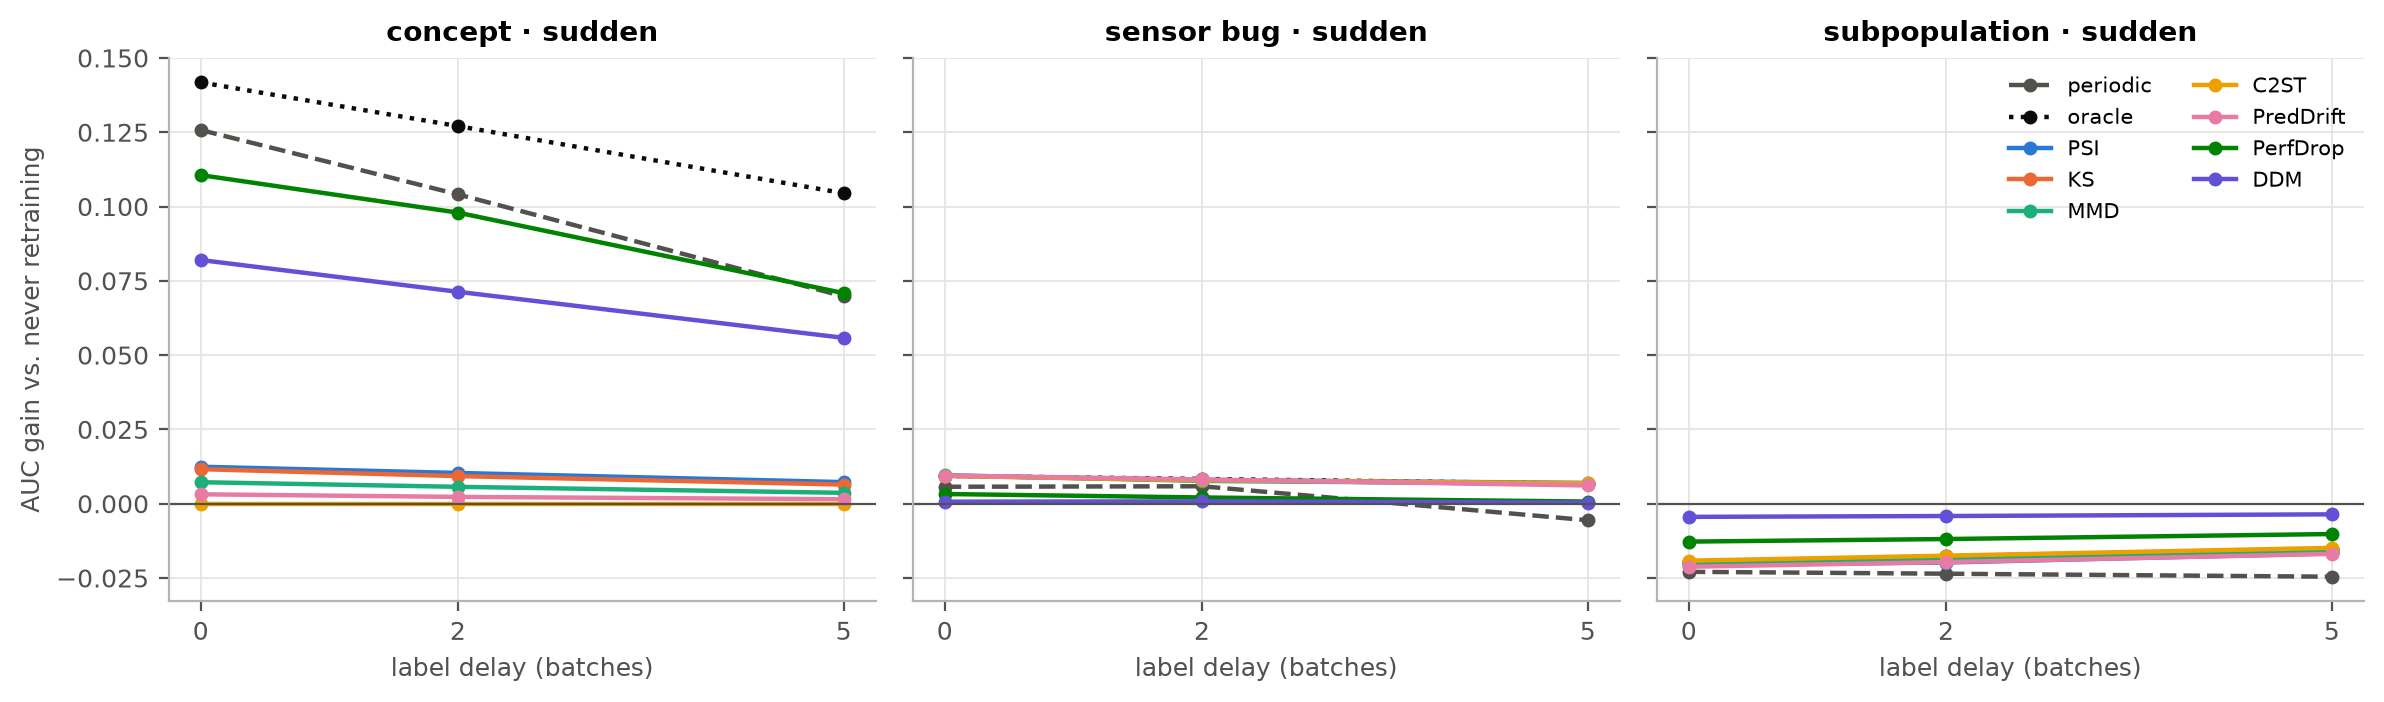 concept · sudden
sensor bug · sudden
subpopulation · sudden
AUC gain vs. never retraining
0.150
0.125
0.100
0.075
0.050
0.025
0.000
−0.025
periodic
oracle
PSI
KS
MMD
C2ST
PredDrift
PerfDrop
DDM
0 2 5
0 2 5
0 2 5
label delay (batches)
label delay (batches)
label delay (batches)